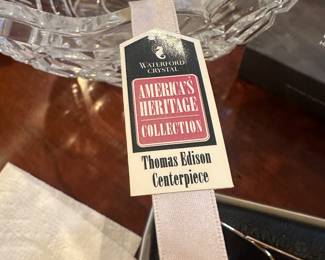 WATERFORD
CRYSTAL
AMERICA'S
HERITAGE
COLLECTION
Thomas Edison
Centerpiece